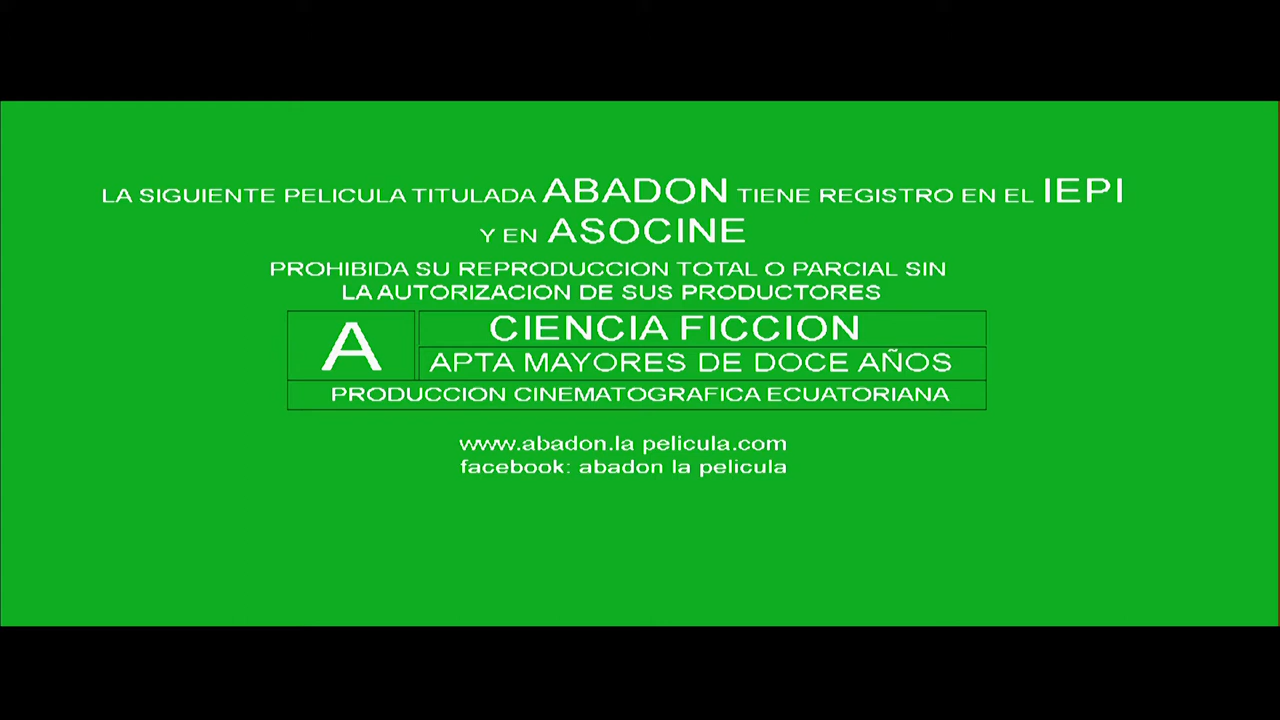 LA SIGUIENTE PELICULA TITULADA ABADON TIENE REGISTRO EN EL IEPI
Y EN ASOCINE
PROHIBIDA SU REPRODUCCION TOTAL O PARCIAL SIN
LA AUTORIZACION DE SUS PRODUCTORES
A
CIENCIA FICCION
APTA MAYORES DE DOCE AÑOS
PRODUCCION CINEMATOGRAFICA ECUATORIANA
www.abadon.la pelicula.com
facebook: abadon la pelicula